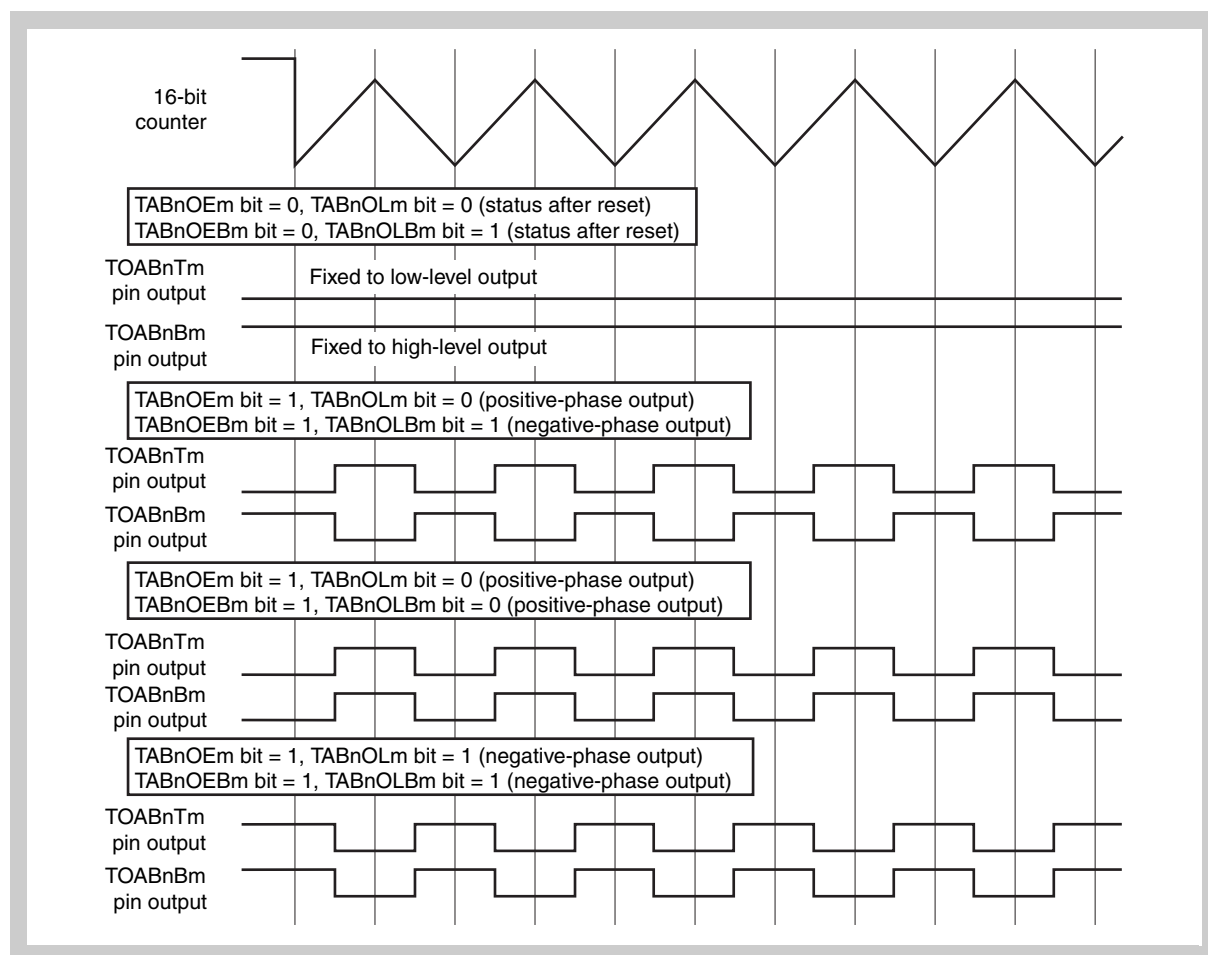 16-bit
counter
TABnOEm bit = 0, TABnOLm bit = 0 (status after reset)
TABnOEBm bit = 0, TABnOLBm bit = 1 (status after reset)
TOABnTm
pin output
Fixed to low-level output
TOABnBm
pin output
Fixed to high-level output
TABnOEm bit = 1, TABnOLm bit = 0 (positive-phase output)
TABnOEBm bit = 1, TABnOLBm bit = 1 (negative-phase output)
TOABnTm
pin output
TOABnBm
pin output
TABnOEm bit = 1, TABnOLm bit = 0 (positive-phase output)
TABnOEBm bit = 1, TABnOLBm bit = 0 (positive-phase output)
TOABnTm
pin output
TOABnBm
pin output
TABnOEm bit = 1, TABnOLm bit = 1 (negative-phase output)
TABnOEBm bit = 1, TABnOLBm bit = 1 (negative-phase output)
TOABnTm
pin output
TOABnBm
pin output